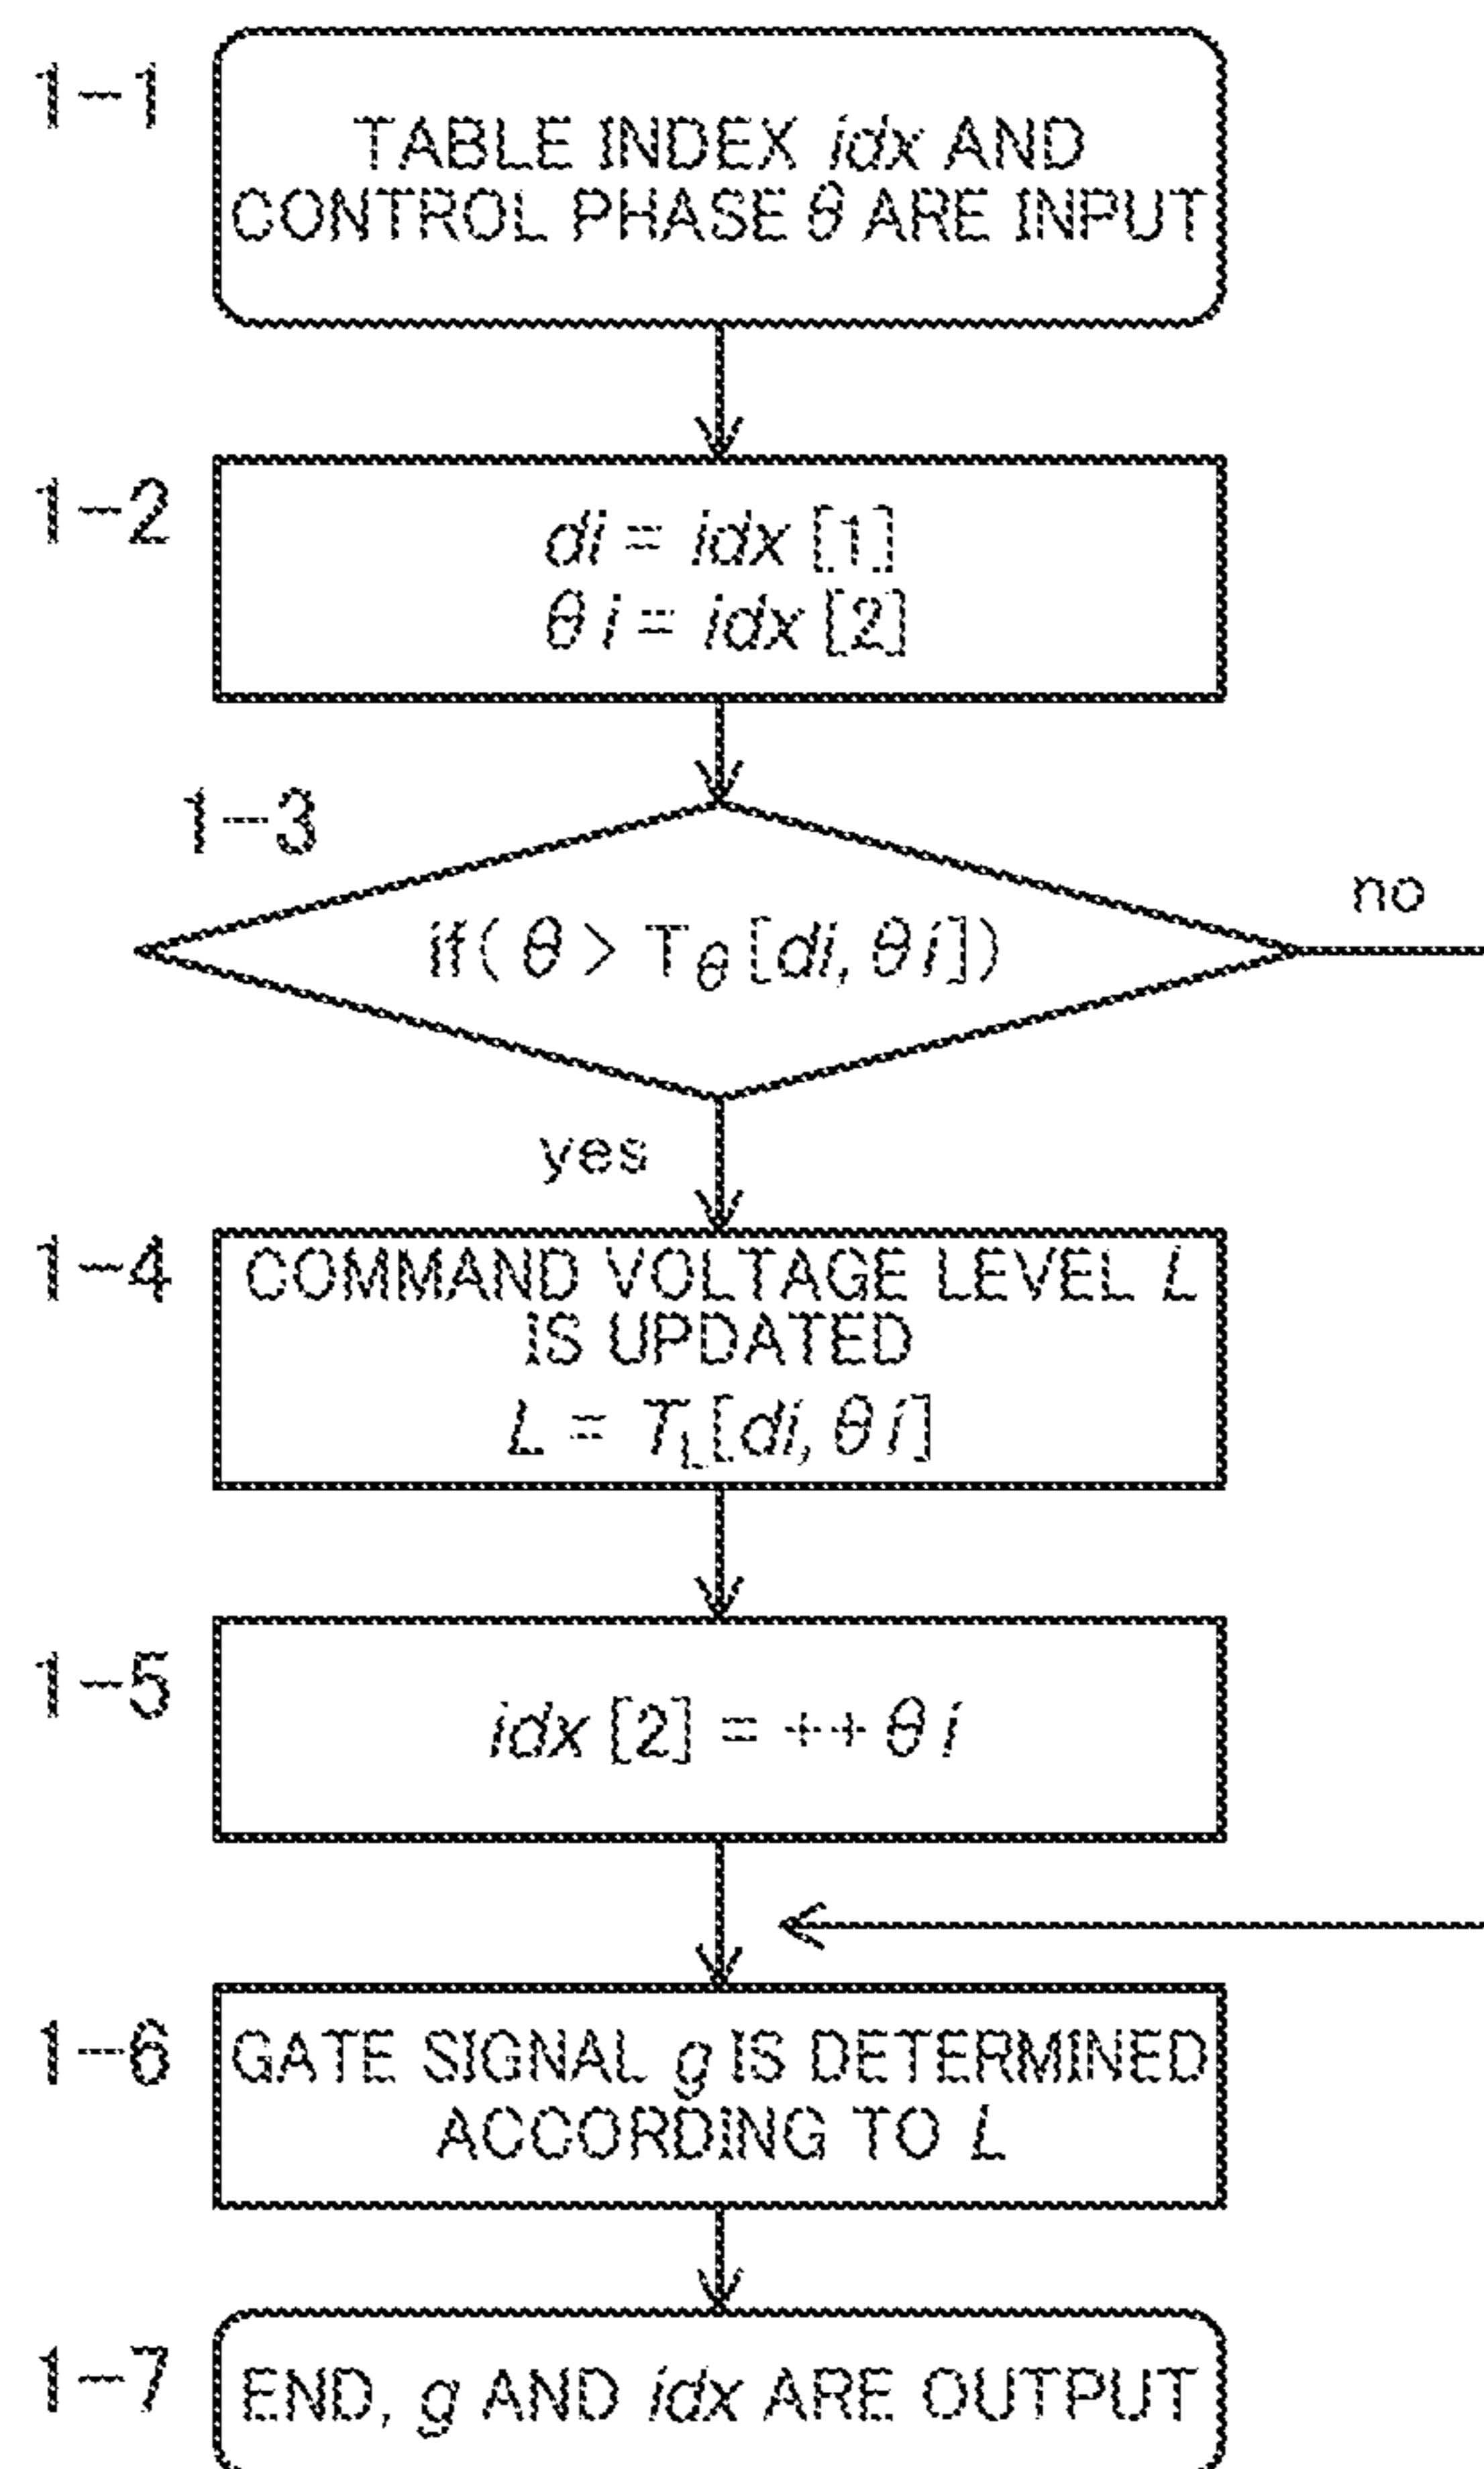 1-1
TABLE INDEX idx AND
CONTROL PHASE θ ARE INPUT
1-2
di = idx [1]
θi = idx [2]
1-3
if( θ > Tθ [di, θi])
no
yes
1-4
COMMAND VOLTAGE LEVEL L
IS UPDATED
L = TL[di, θi]
1-5
idx [2] = ++θi
1-6
GATE SIGNAL g IS DETERMINED
ACCORDING TO L
1-7
END, g AND idx ARE OUTPUT